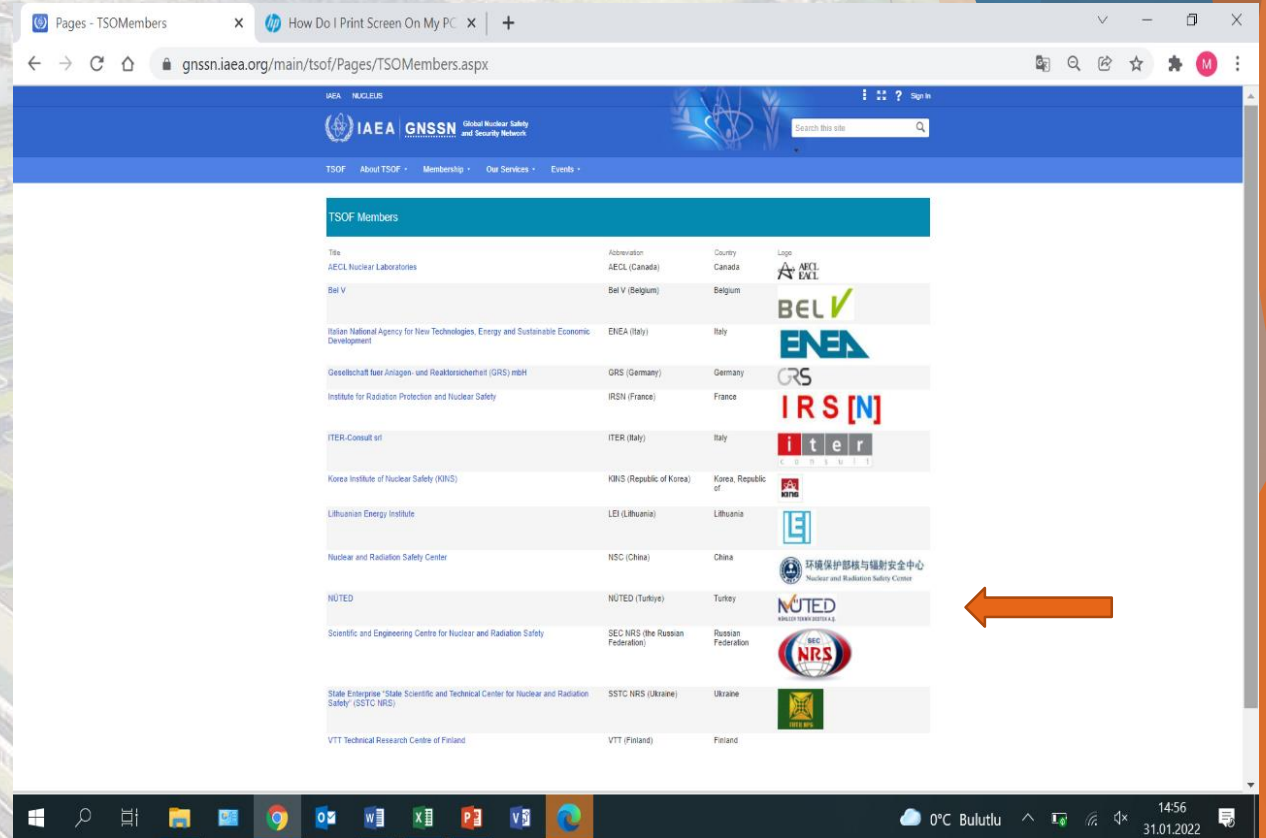 Pages - TSOMembers
How Do I Print Screen On My PC
gnssn.iaea.org/main/tsof/Pages/TSOMembers.aspx
M
IAEA NUCLEUS
? Sign In
IAEA GNSSN Global Nuclear Safety
and Security Network
Search this site
TSOF About TSOF Membership Our Services Events
TSOF Members
Title Abbreviation Country Logo
AECL Nuclear Laboratories AECL (Canada) Canada AECL
EACL
Bel V Bel V (Belgium) Belgium BEL V
Italian National Agency for New Technologies, Energy and Sustainable Economic
Development ENEA (Italy) Italy ENEA
Gesellschaft fuer Anlagen- und Reaktorsicherheit (GRS) mbH GRS (Germany) Germany GRS
Institute for Radiation Protection and Nuclear Safety IRSN (France) France IRS[N]
ITER-Consult srl ITER (Italy) Italy iter
consult
Korea Institute of Nuclear Safety (KINS) KINS (Republic of Korea) Korea, Republic
of KINS
Lithuanian Energy Institute LEI (Lithuania) Lithuania LEI
Nuclear and Radiation Safety Center NSC (China) China 环境保护部核与辐射安全中心
Nuclear and Radiation Safety Center
NÜTED NÜTED (Turkiye) Turkey NÜTED
NÜKLEER TEKNİK DESTEK A.Ş.
Scientific and Engineering Centre for Nuclear and Radiation Safety SEC NRS (the Russian
Federation) Russian
Federation SEC
NRS
State Enterprise "State Scientific and Technical Center for Nuclear and Radiation
Safety" (SSTC NRS) SSTC NRS (Ukraine) Ukraine
SSTC NRS
VTT Technical Research Centre of Finland VTT (Finland) Finland
0°C Bulutlu
14:56
31.01.2022